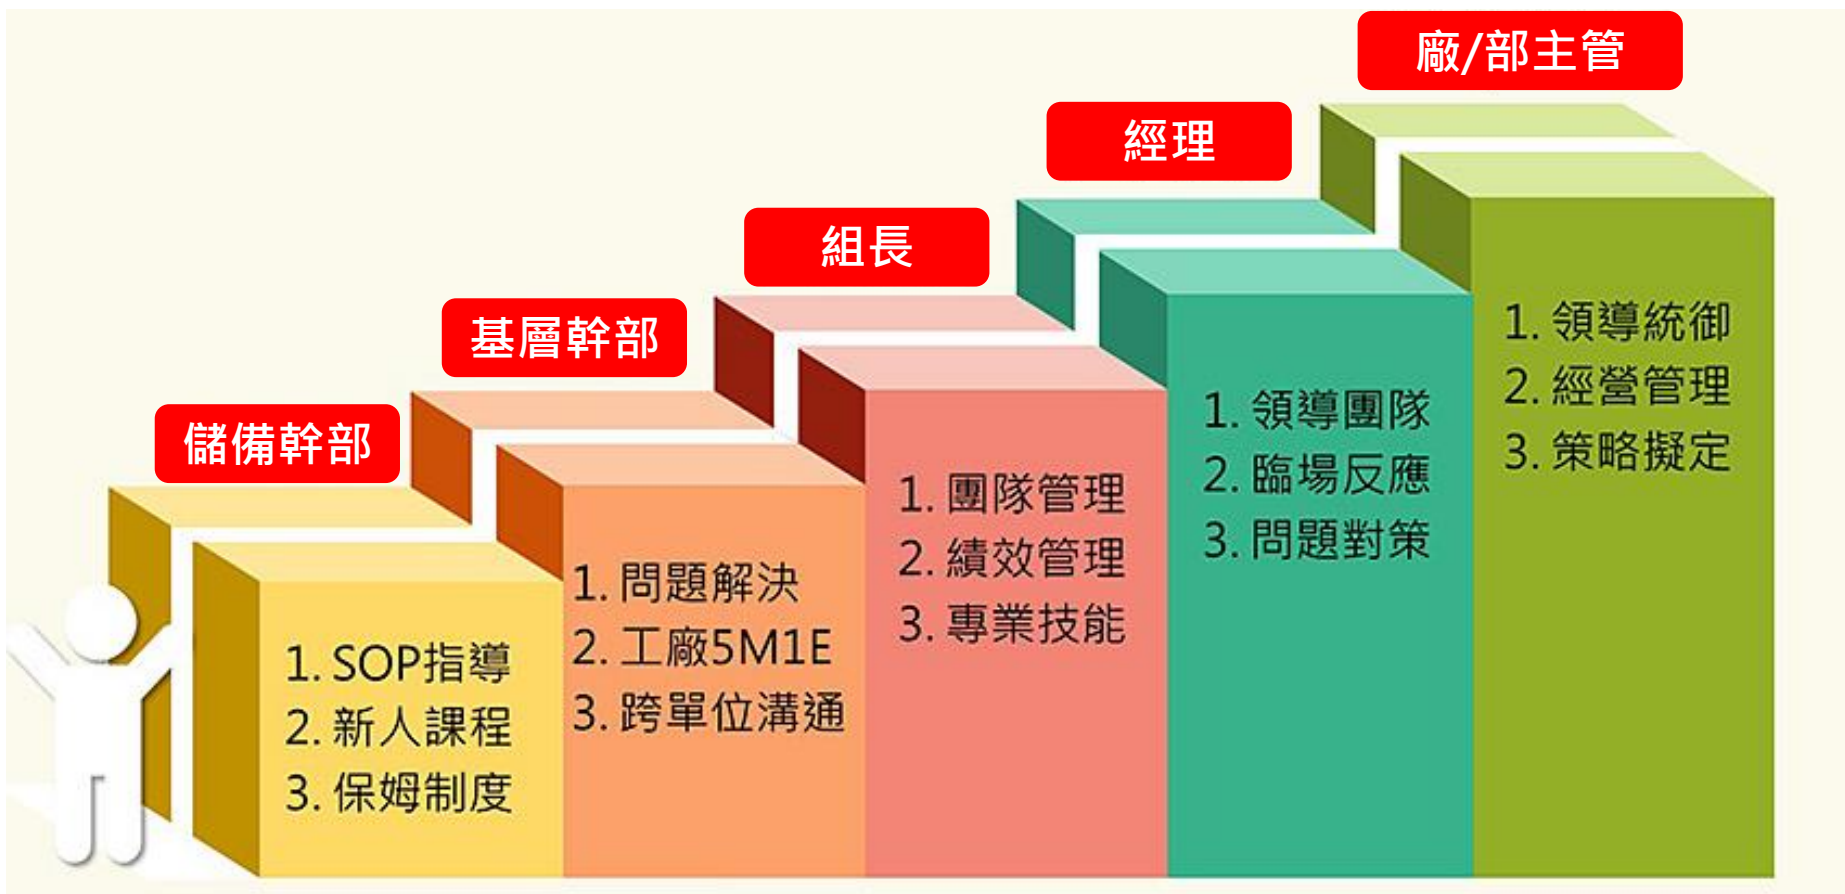 儲備幹部
1. SOP指導
2. 新人課程
3. 保姆制度
基層幹部
1. 問題解決
2. 工廠5M1E
3. 跨單位溝通
組長
1. 團隊管理
2. 績效管理
3. 專業技能
經理
1. 領導團隊
2. 臨場反應
3. 問題對策
廠/部主管
1. 領導統御
2. 經營管理
3. 策略擬定